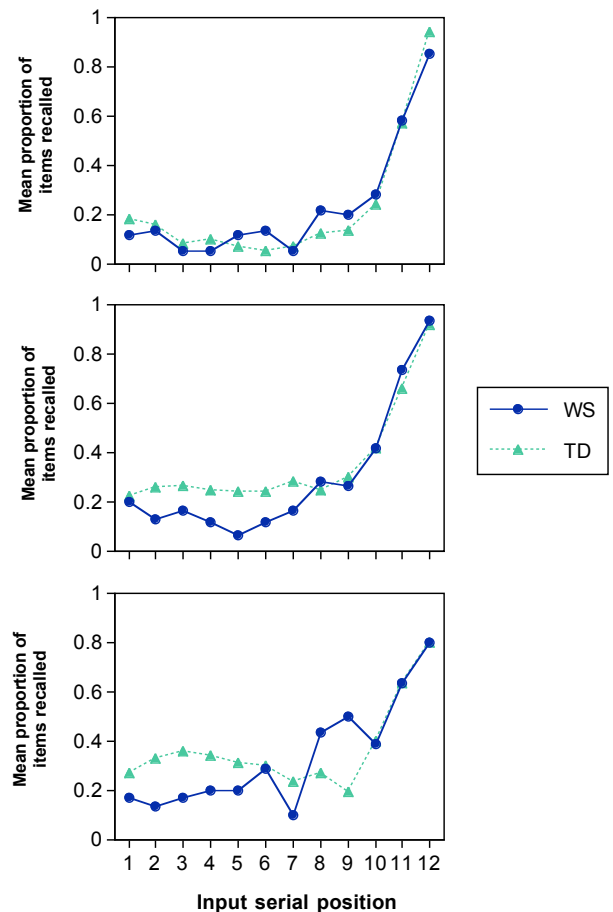 Mean proportion of
items recalled
1
0.8
0.6
0.4
0.2
0
Mean proportion of
items recalled
1
0.8
0.6
0.4
0.2
0
WS
TD
Mean proportion of
items recalled
1
0.8
0.6
0.4
0.2
0
1 2 3 4 5 6 7 8 9 10 11 12
Input serial position